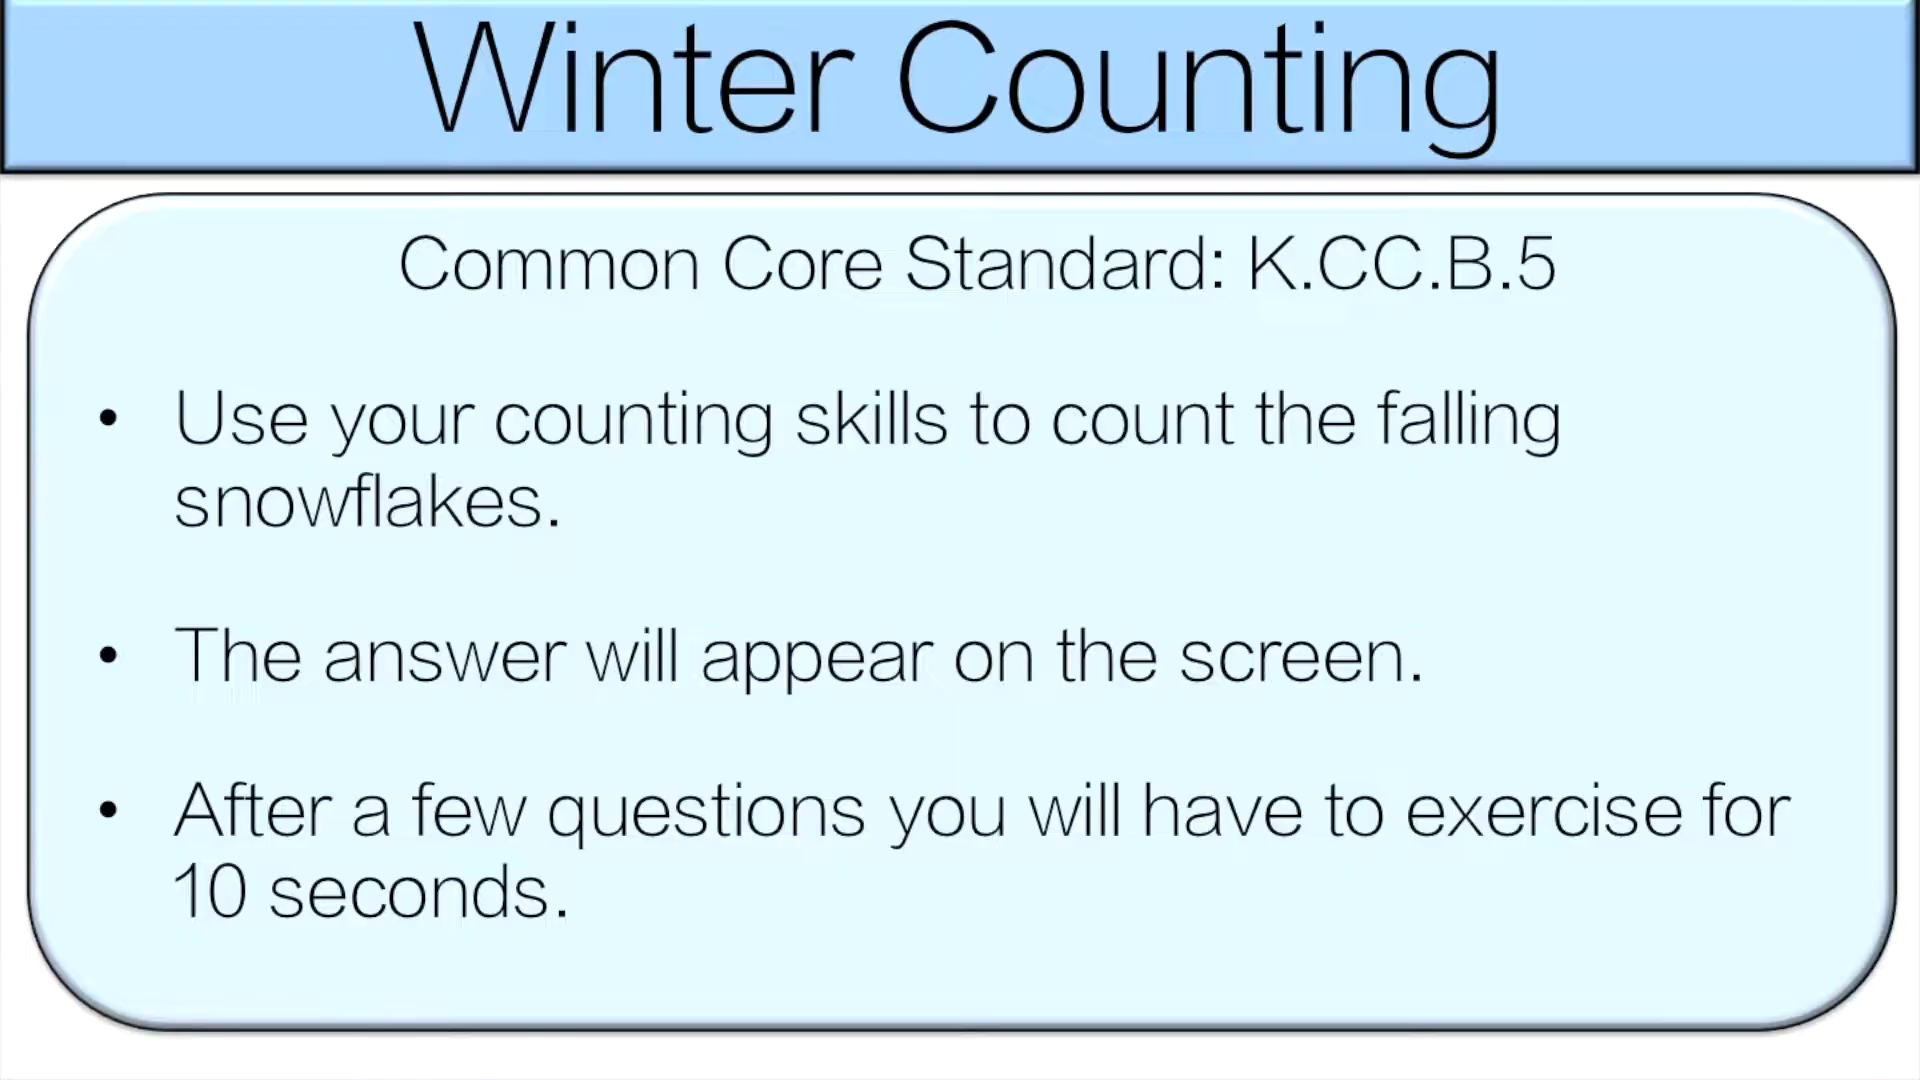 Winter Counting
Common Core Standard: K.CC.B.5
• Use your counting skills to count the falling
snowflakes.
• The answer will appear on the screen.
• After a few questions you will have to exercise for
10 seconds.